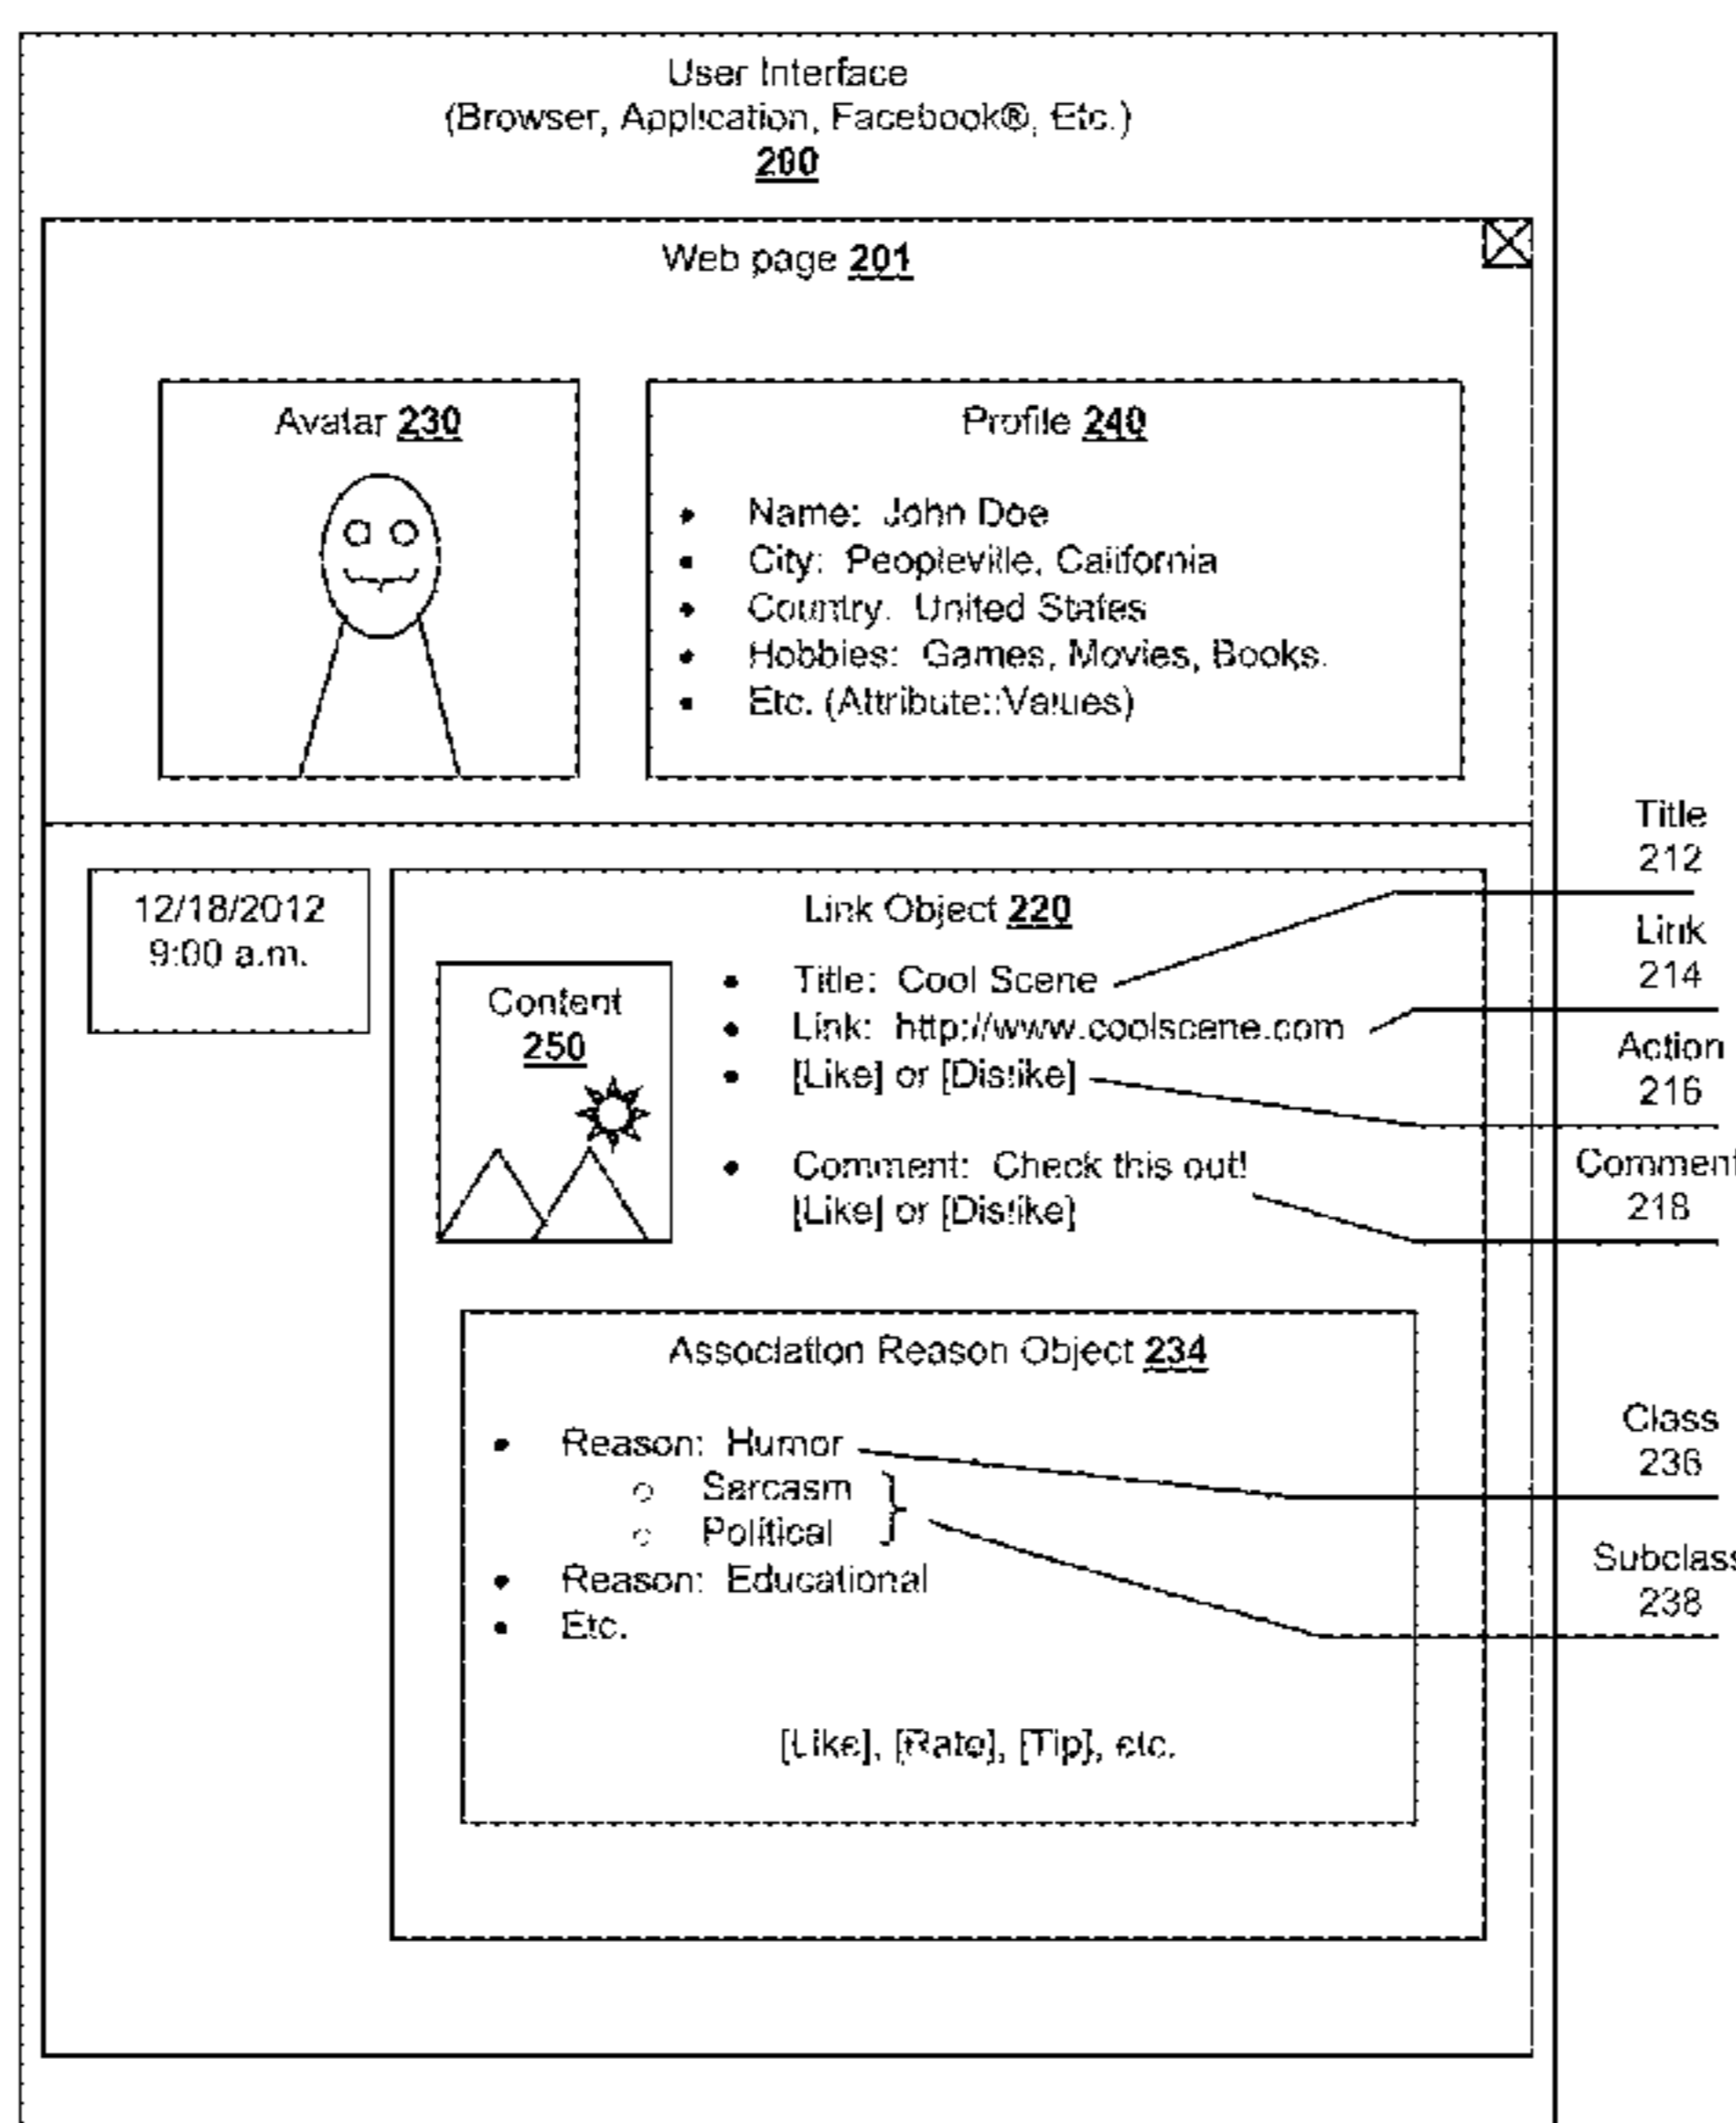 User Interface
(Browser, Application, Facebook®, Etc.)
200
Web page 201
Avatar 230
Profile 240
• Name: John Doe
• City: Peopleville, California
• Country: United States
• Hobbies: Games, Movies, Books.
• Etc. (Attribute::Values)
12/18/2012
9:00 a.m.
Link Object 220
Content
250
• Title: Cool Scene
• Link: http://www.coolscene.com
• [Like] or [Dislike]
• Comment: Check this out!
[Like] or [Dislike]
Title
212
Link
214
Action
216
Comment
218
Association Reason Object 234
• Reason: Humor
○ Sarcasm
○ Political
• Reason: Educational
• Etc.
[Like], [Rate], [Tip], etc.
Class
236
Subclass
238